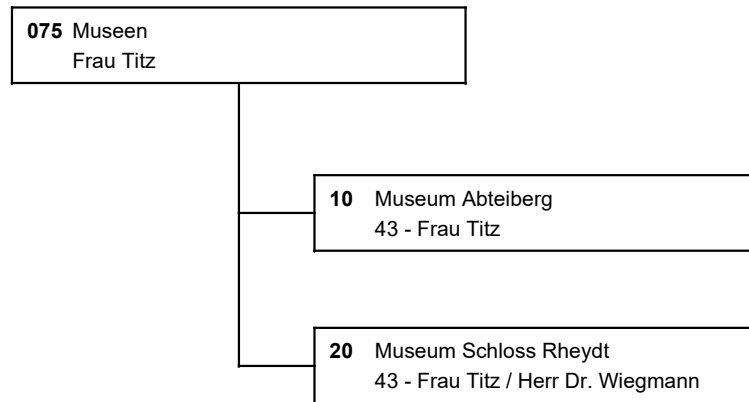 075 Museen
Frau Titz
10 Museum Abteiberg
43 - Frau Titz
20 Museum Schloss Rheydt
43 - Frau Titz / Herr Dr. Wiegmann